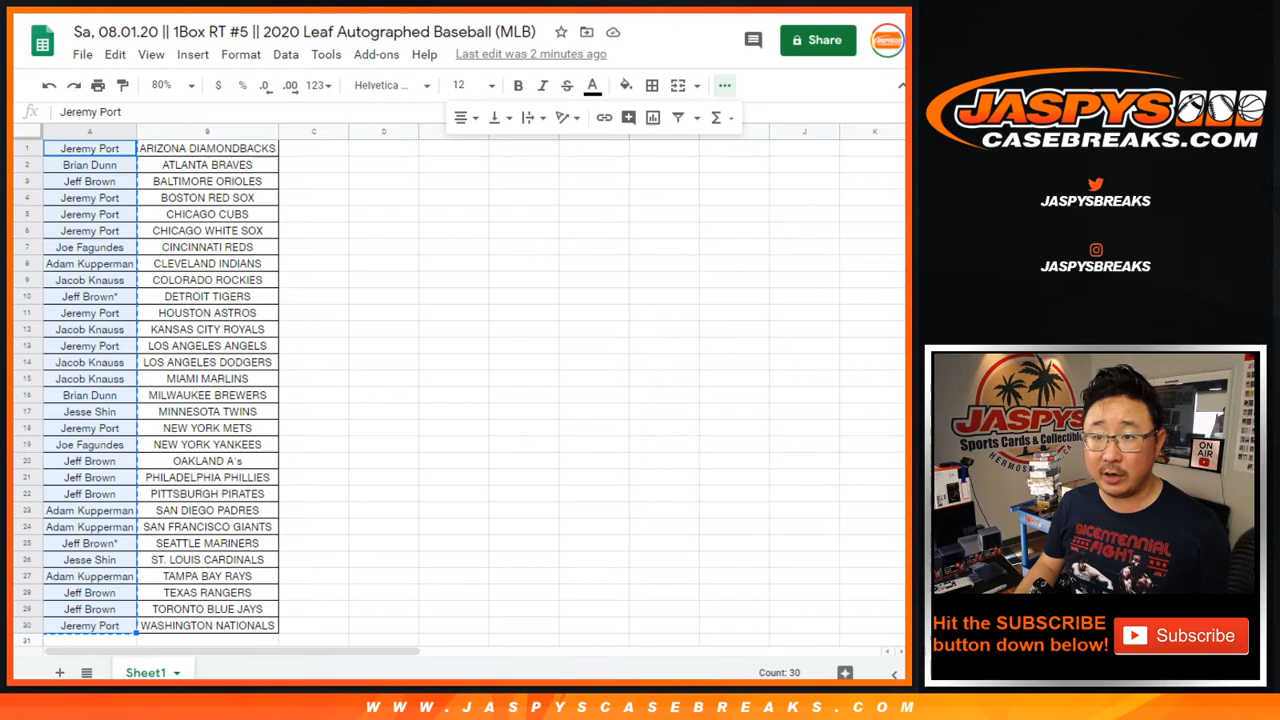 Sa, 08.01.20 || 1Box RT #5 || 2020 Leaf Autographed Baseball (MLB)
File Edit View Insert Format Data Tools Add-ons Help Last edit was 2 minutes ago
Share
80% $ % .0 .00 123 Helvetica ... 12 B I S A
fx Jeremy Port
A B C D J K
1 Jeremy Port ARIZONA DIAMONDBACKS
2 Brian Dunn ATLANTA BRAVES
3 Jeff Brown BALTIMORE ORIOLES
4 Jeremy Port BOSTON RED SOX
5 Jeremy Port CHICAGO CUBS
6 Jeremy Port CHICAGO WHITE SOX
7 Joe Fagundes CINCINNATI REDS
8 Adam Kupperman CLEVELAND INDIANS
9 Jacob Knauss COLORADO ROCKIES
10 Jeff Brown* DETROIT TIGERS
11 Jeremy Port HOUSTON ASTROS
12 Jacob Knauss KANSAS CITY ROYALS
13 Jeremy Port LOS ANGELES ANGELS
14 Jacob Knauss LOS ANGELES DODGERS
15 Jacob Knauss MIAMI MARLINS
16 Brian Dunn MILWAUKEE BREWERS
17 Jesse Shin MINNESOTA TWINS
18 Jeremy Port NEW YORK METS
19 Joe Fagundes NEW YORK YANKEES
20 Jeff Brown OAKLAND A's
21 Jeff Brown PHILADELPHIA PHILLIES
22 Jeff Brown PITTSBURGH PIRATES
23 Adam Kupperman SAN DIEGO PADRES
24 Adam Kupperman SAN FRANCISCO GIANTS
25 Jeff Brown* SEATTLE MARINERS
26 Jesse Shin ST. LOUIS CARDINALS
27 Adam Kupperman TAMPA BAY RAYS
28 Jeff Brown TEXAS RANGERS
29 Jeff Brown TORONTO BLUE JAYS
30 Jeremy Port WASHINGTON NATIONALS
31
Sheet1 Count: 30
JASPYS
CASEBREAKS.COM
JASPYSBREAKS
JASPYSBREAKS
JASPYS
Sports Cards & Collectibl
HERMOSA
ON
AIR
BICENTENNIAL
FIGHT
Hit the SUBSCRIBE
button down below!
Subscribe
WWW.JASPYSCASEBREAKS.COM